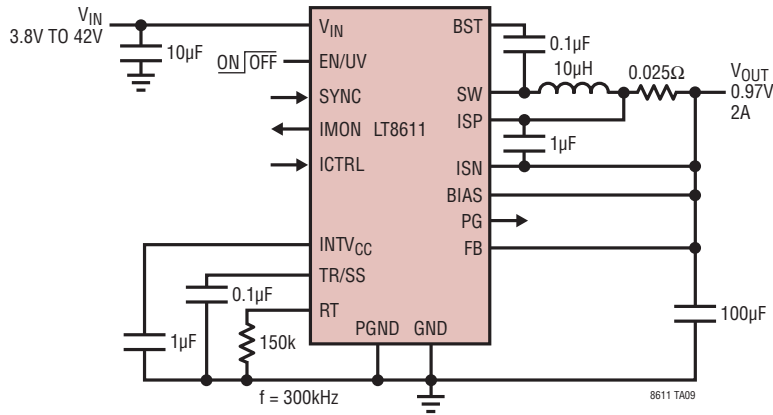 VIN
3.8V TO 42V
10µF
ON OFF
VIN
EN/UV
SYNC
IMON LT8611
ICTRL
INTVCC
TR/SS
RT
PGND GND
BST
SW
ISP
ISN
BIAS
PG
FB
0.1µF
10µH
0.025Ω
VOUT
0.97V
2A
1µF
0.1µF
1µF
150k
100µF
f = 300kHz
8611 TA09